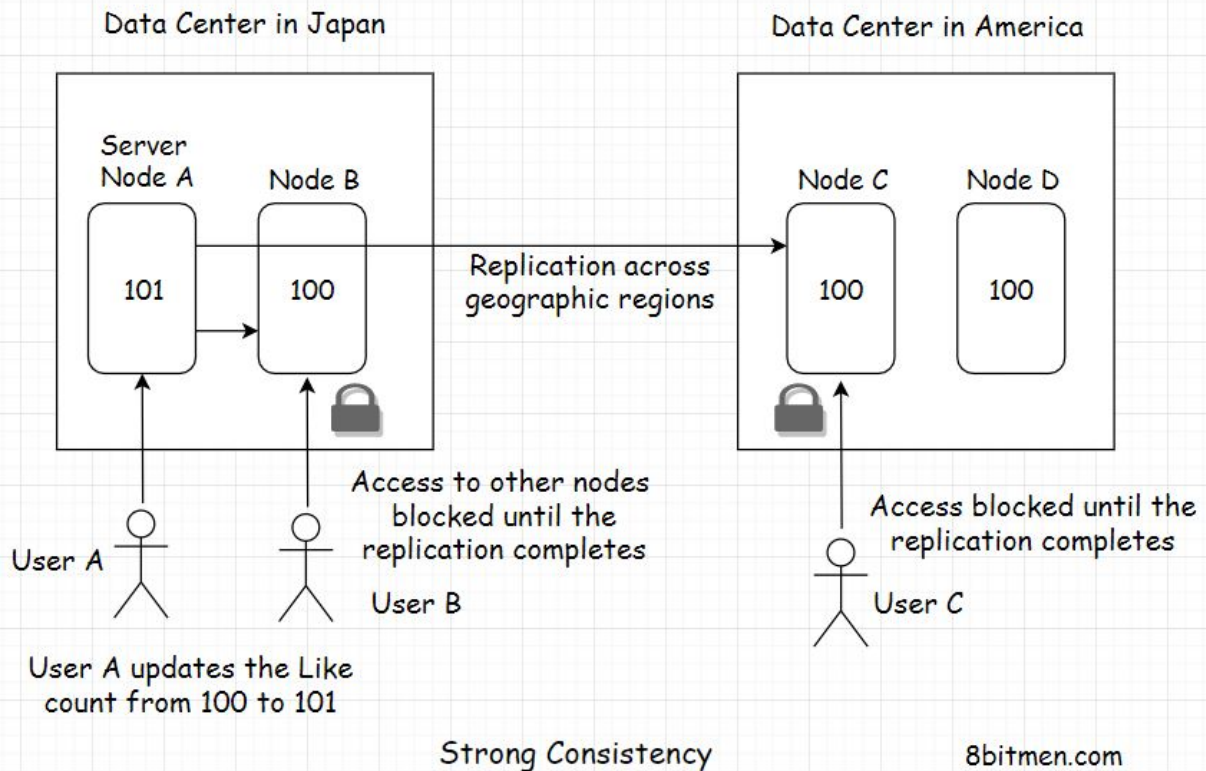 Data Center in Japan
Data Center in America
Server
Node A
Node B
Node C
Node D
101
100
100
100
Replication across
geographic regions
Access to other nodes
blocked until the
replication completes
Access blocked until the
replication completes
User A
User B
User C
User A updates the Like
count from 100 to 101
Strong Consistency
8bitmen.com